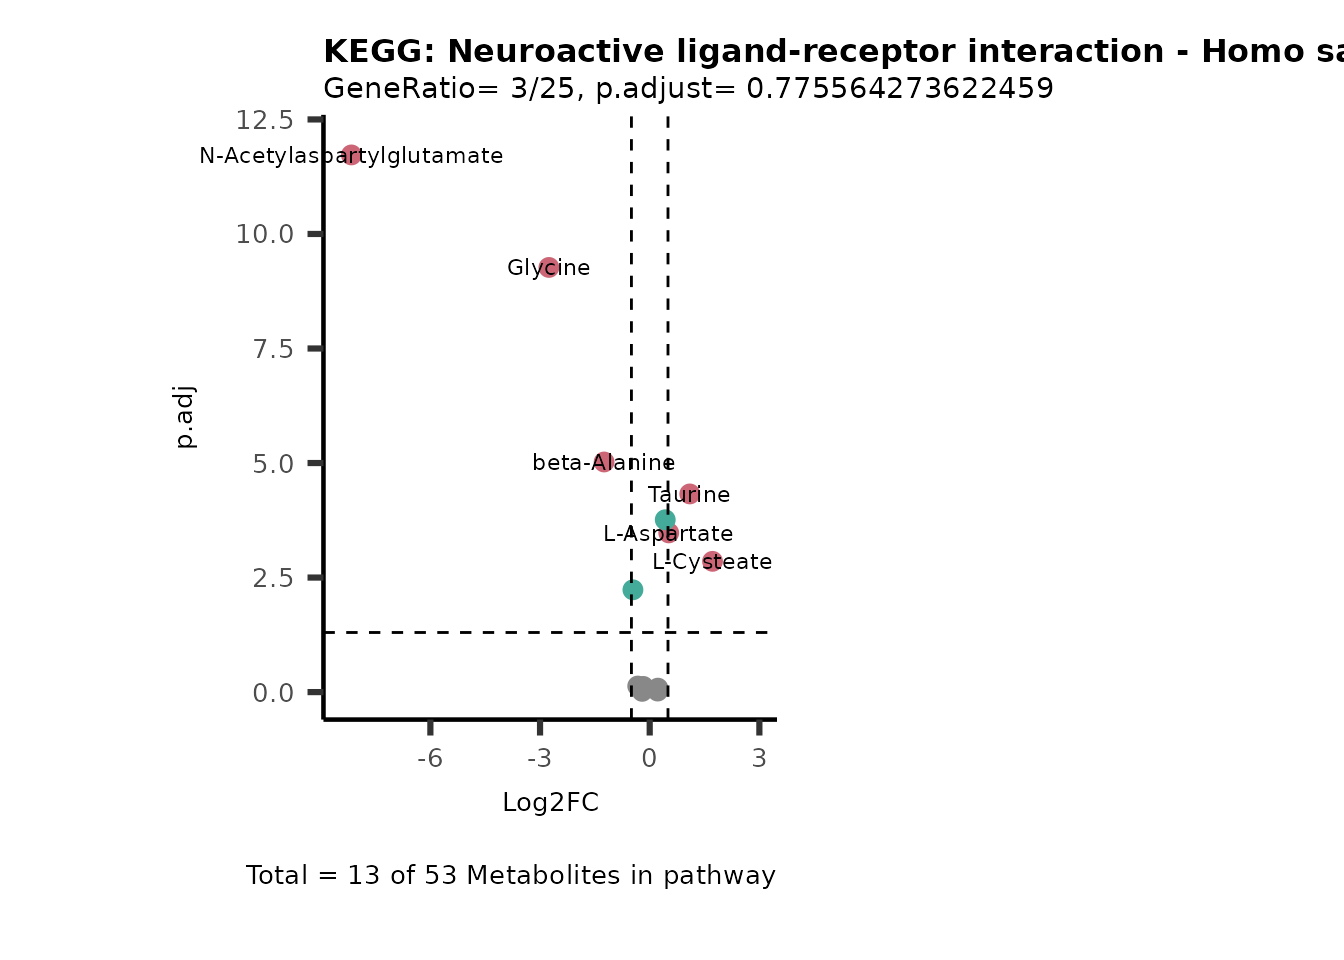 KEGG: Neuroactive ligand-receptor interaction - Homo sa
GeneRatio= 3/25, p.adjust= 0.775564273622459
12.5
N-Acetylaspartylglutamate
10.0
Glycine
7.5
p.adj
5.0
beta-Alanine
Taurine
L-Aspartate
L-Cysteate
2.5
0.0
-6
-3
0
3
Log2FC
Total = 13 of 53 Metabolites in pathway